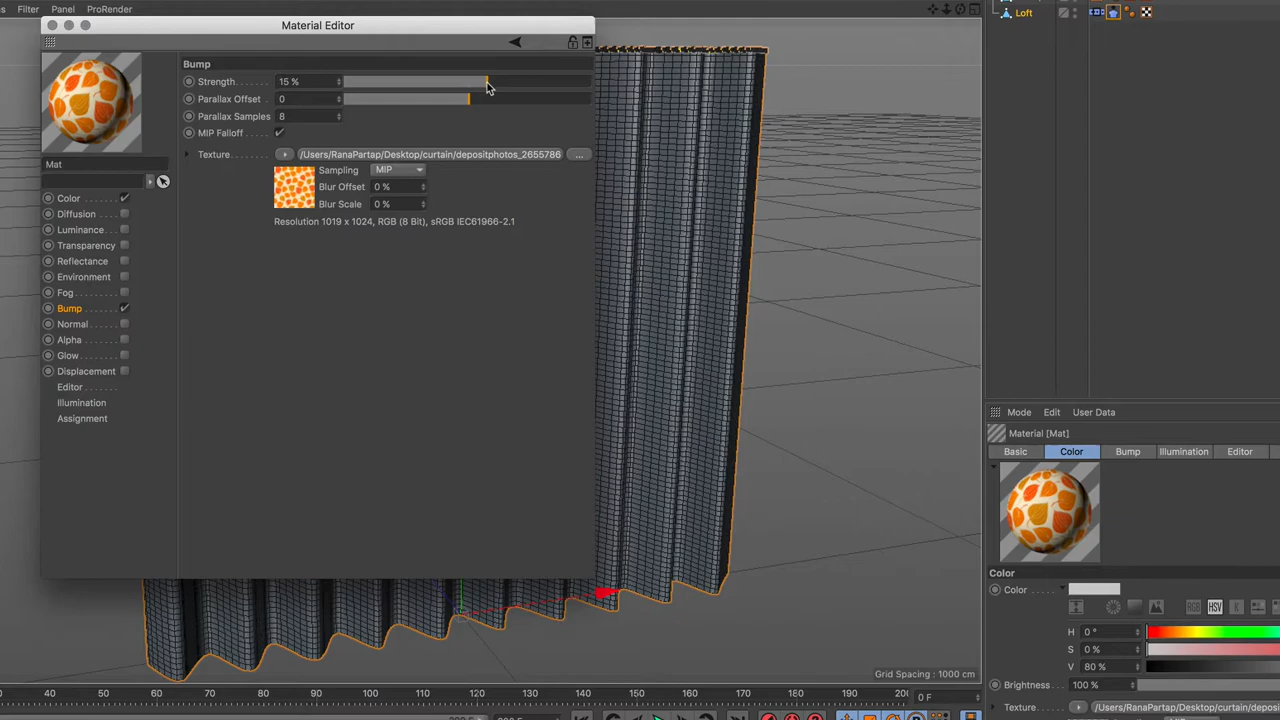 Filter Panel ProRender
Material Editor
Loft
Bump
Strength 15 %
Parallax Offset 0
Parallax Samples 8
MIP Falloff
Texture /Users/RanaPartap/Desktop/curtain/depositphotos_2655786 ...
Sampling MIP
Blur Offset 0 %
Blur Scale 0 %
Resolution 1019 x 1024, RGB (8 Bit), sRGB IEC61966-2.1
Mat
Color
Diffusion
Luminance
Transparency
Reflectance
Environment
Fog
Bump
Normal
Alpha
Glow
Displacement
Editor
Illumination
Assignment
Mode Edit User Data
Material [Mat]
Basic Color Bump Illumination Editor
Color
Color
RGB HSV K
H 0 °
S 0 %
V 80 %
Brightness 100 %
Texture /Users/RanaPartap/Desktop/curtain/depos
Grid Spacing : 1000 cm
60 70 80 90 100 110 120 130 140 150 160 170 180 190 0 F